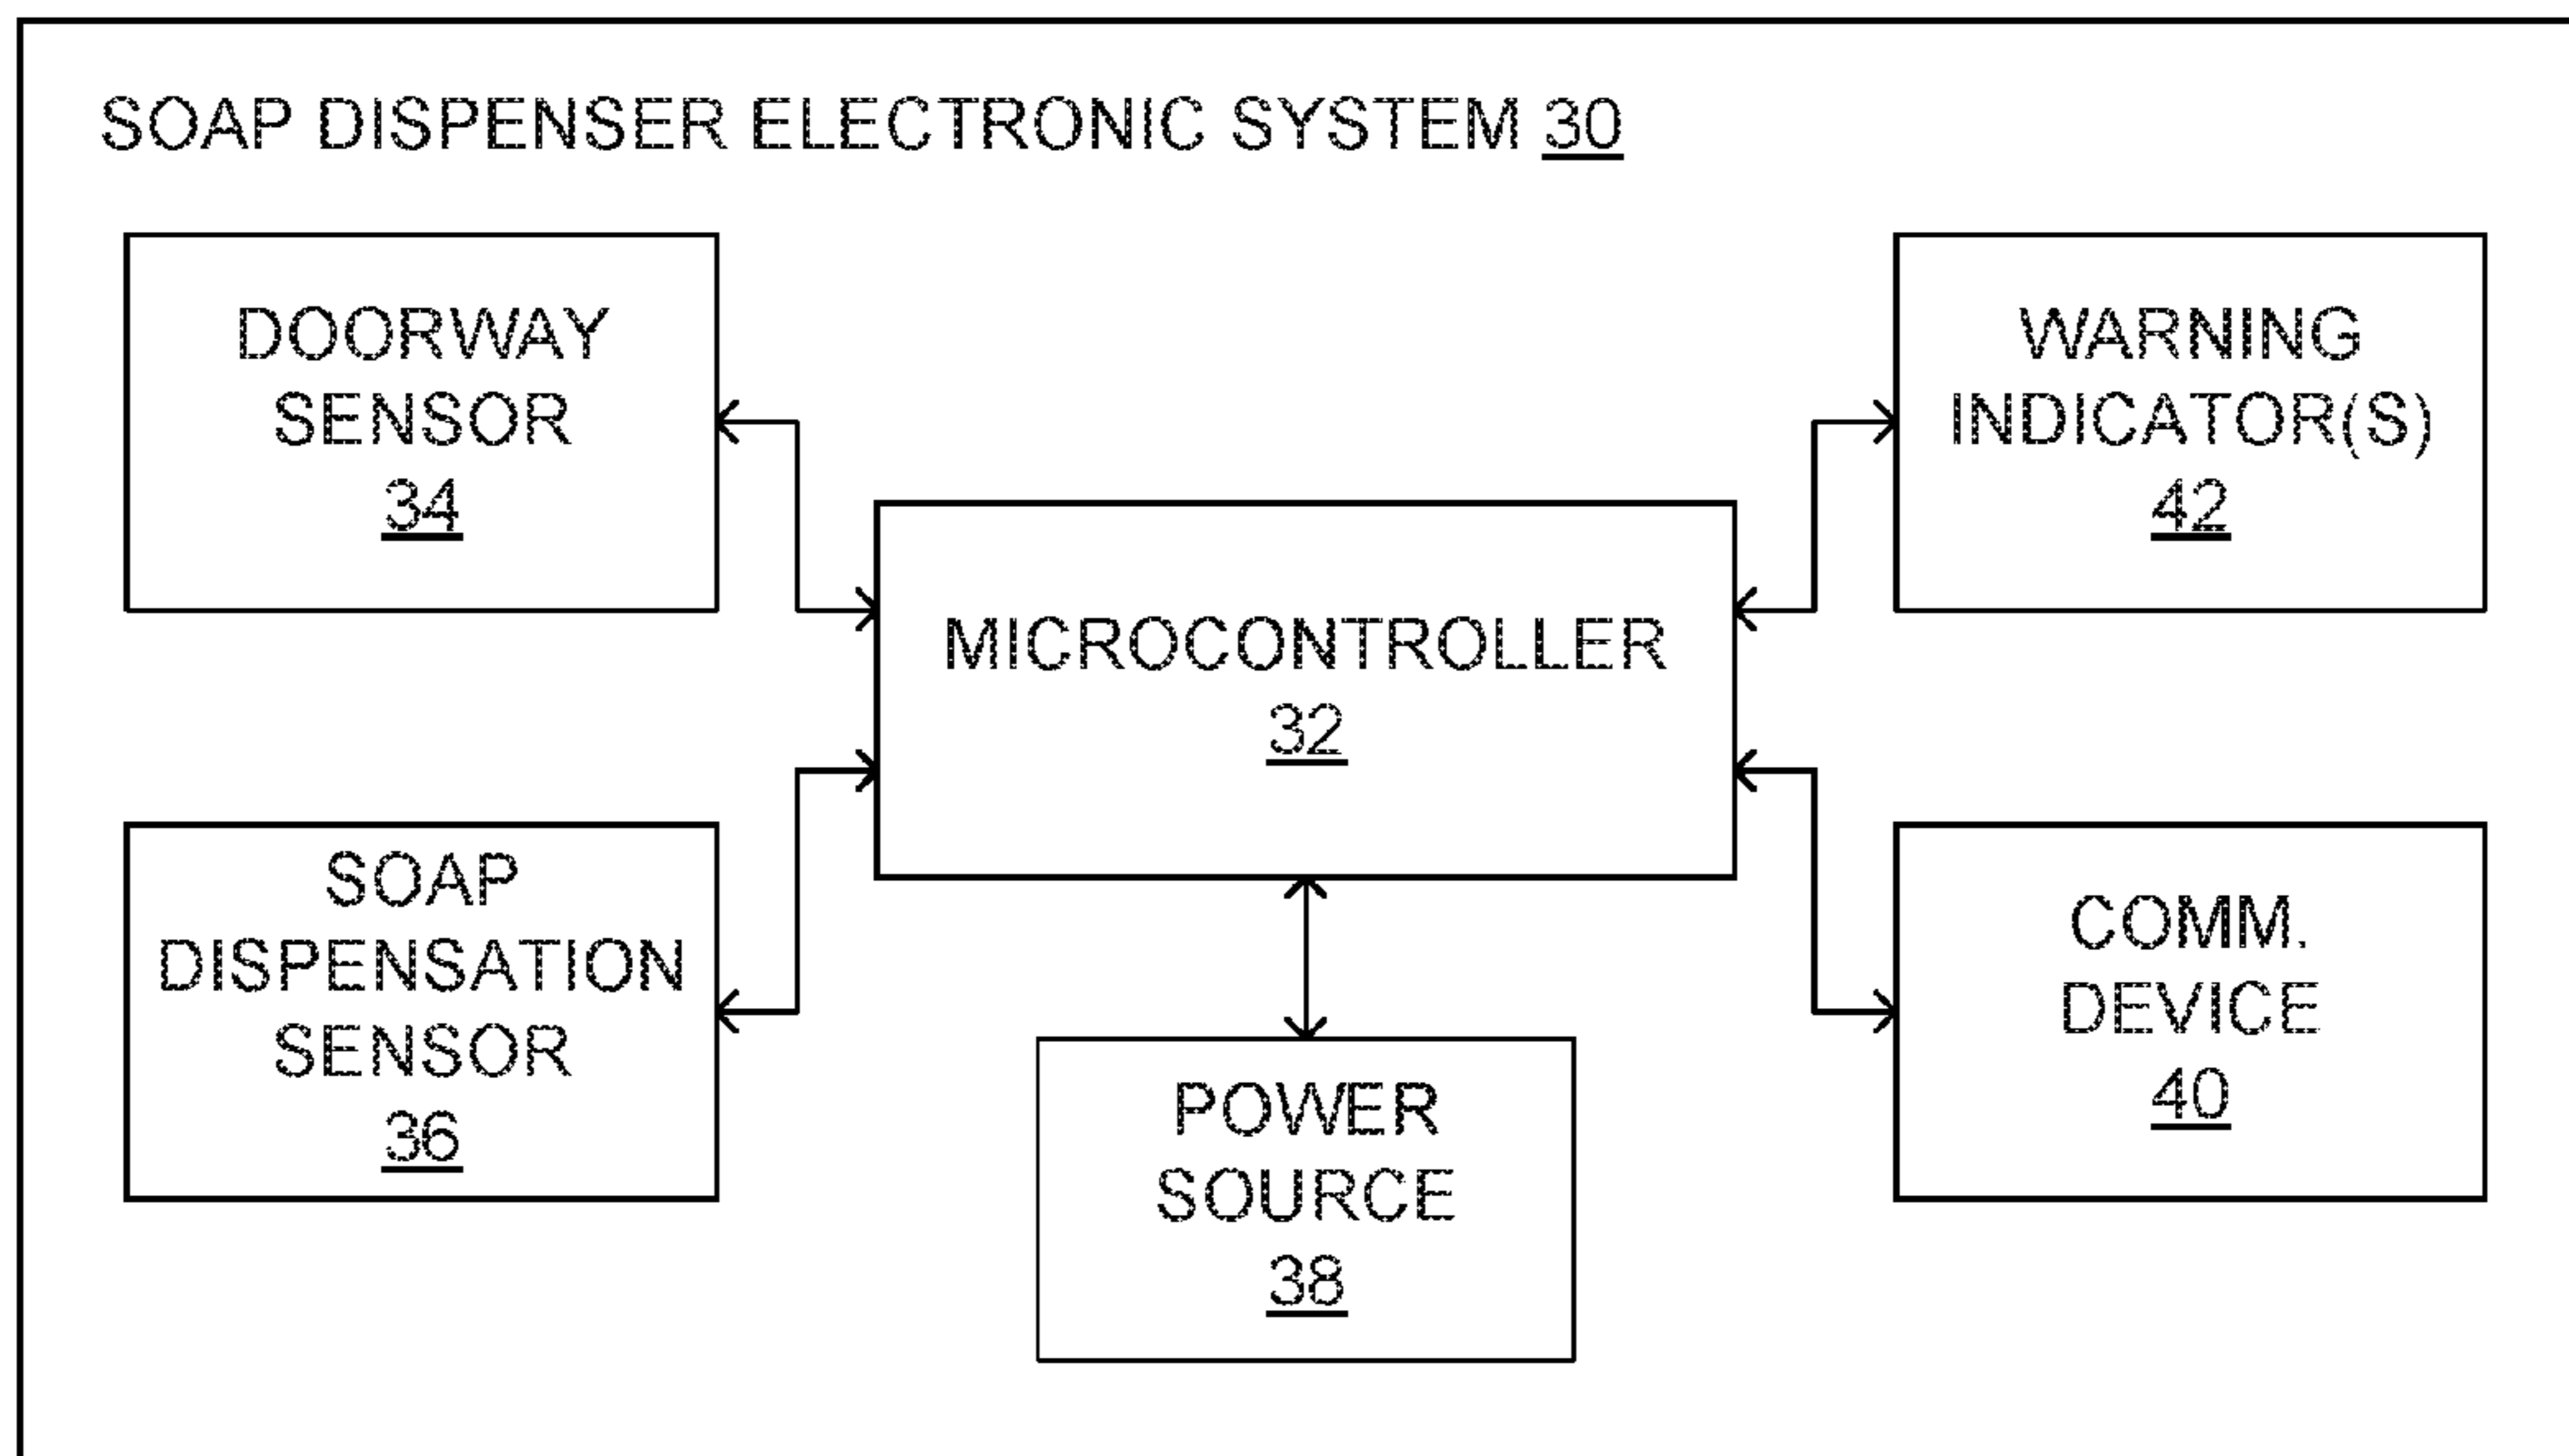 SOAP DISPENSER ELECTRONIC SYSTEM 30
DOORWAY
SENSOR
34
WARNING
INDICATOR(S)
42
MICROCONTROLLER
32
SOAP
DISPENSATION
SENSOR
36
POWER
SOURCE
38
COMM.
DEVICE
40